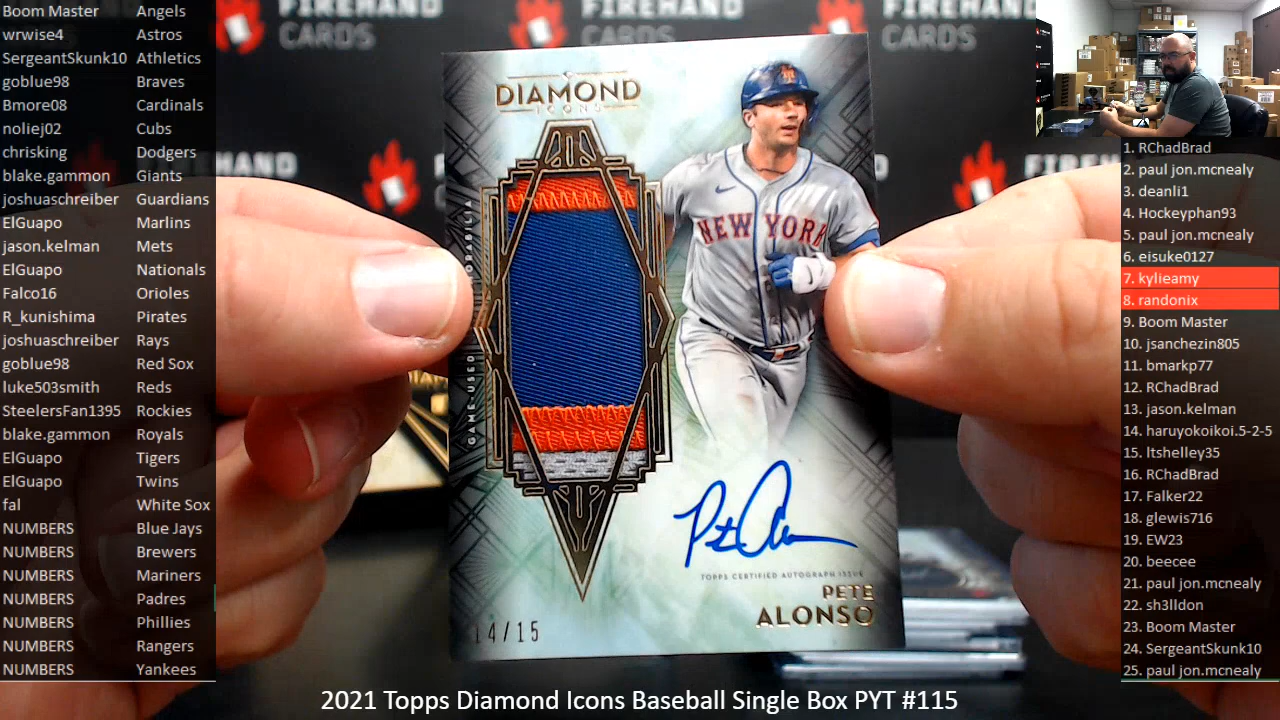 Boom Master Angels
wrwise4 Astros
SergeantSkunk10 Athletics
goblue98 Braves
Bmore08 Cardinals
noliej02 Cubs
chrisking Dodgers
blake.gammon Giants
joshuaschreiber Guardians
ElGuapo Marlins
jason.kelman Mets
ElGuapo Nationals
Falco16 Orioles
R_kunishima Pirates
joshuaschreiber Rays
goblue98 Red Sox
luke503smith Reds
SteelersFan1395 Rockies
blake.gammon Royals
ElGuapo Tigers
ElGuapo Twins
fal White Sox
NUMBERS Blue Jays
NUMBERS Brewers
NUMBERS Mariners
NUMBERS Padres
NUMBERS Phillies
NUMBERS Rangers
NUMBERS Yankees
FIREHAND
CARDS
FIREHAND
CARDS
FIREHAND
CARDS
FIREHAND
DIAMOND
ICONS
NEW YORK
GAME-USED
TOPPS CERTIFIED AUTOGRAPH ISSUE
PETE
ALONSO
14/15
1. RChadBrad
2. paul jon.mcnealy
3. deanli1
4. Hockeyphan93
5. paul jon.mcnealy
6. eisuke0127
7. kylieamy
8. randonix
9. Boom Master
10. jsanchezin805
11. bmarkp77
12. RChadBrad
13. jason.kelman
14. haruyokoikoi.5-2-5
15. ltshelley35
16. RChadBrad
17. Falker22
18. glewis716
19. EW23
20. beecee
21. paul jon.mcnealy
22. sh3lldon
23. Boom Master
24. SergeantSkunk10
25. paul jon.mcnealy
2021 Topps Diamond Icons Baseball Single Box PYT #115